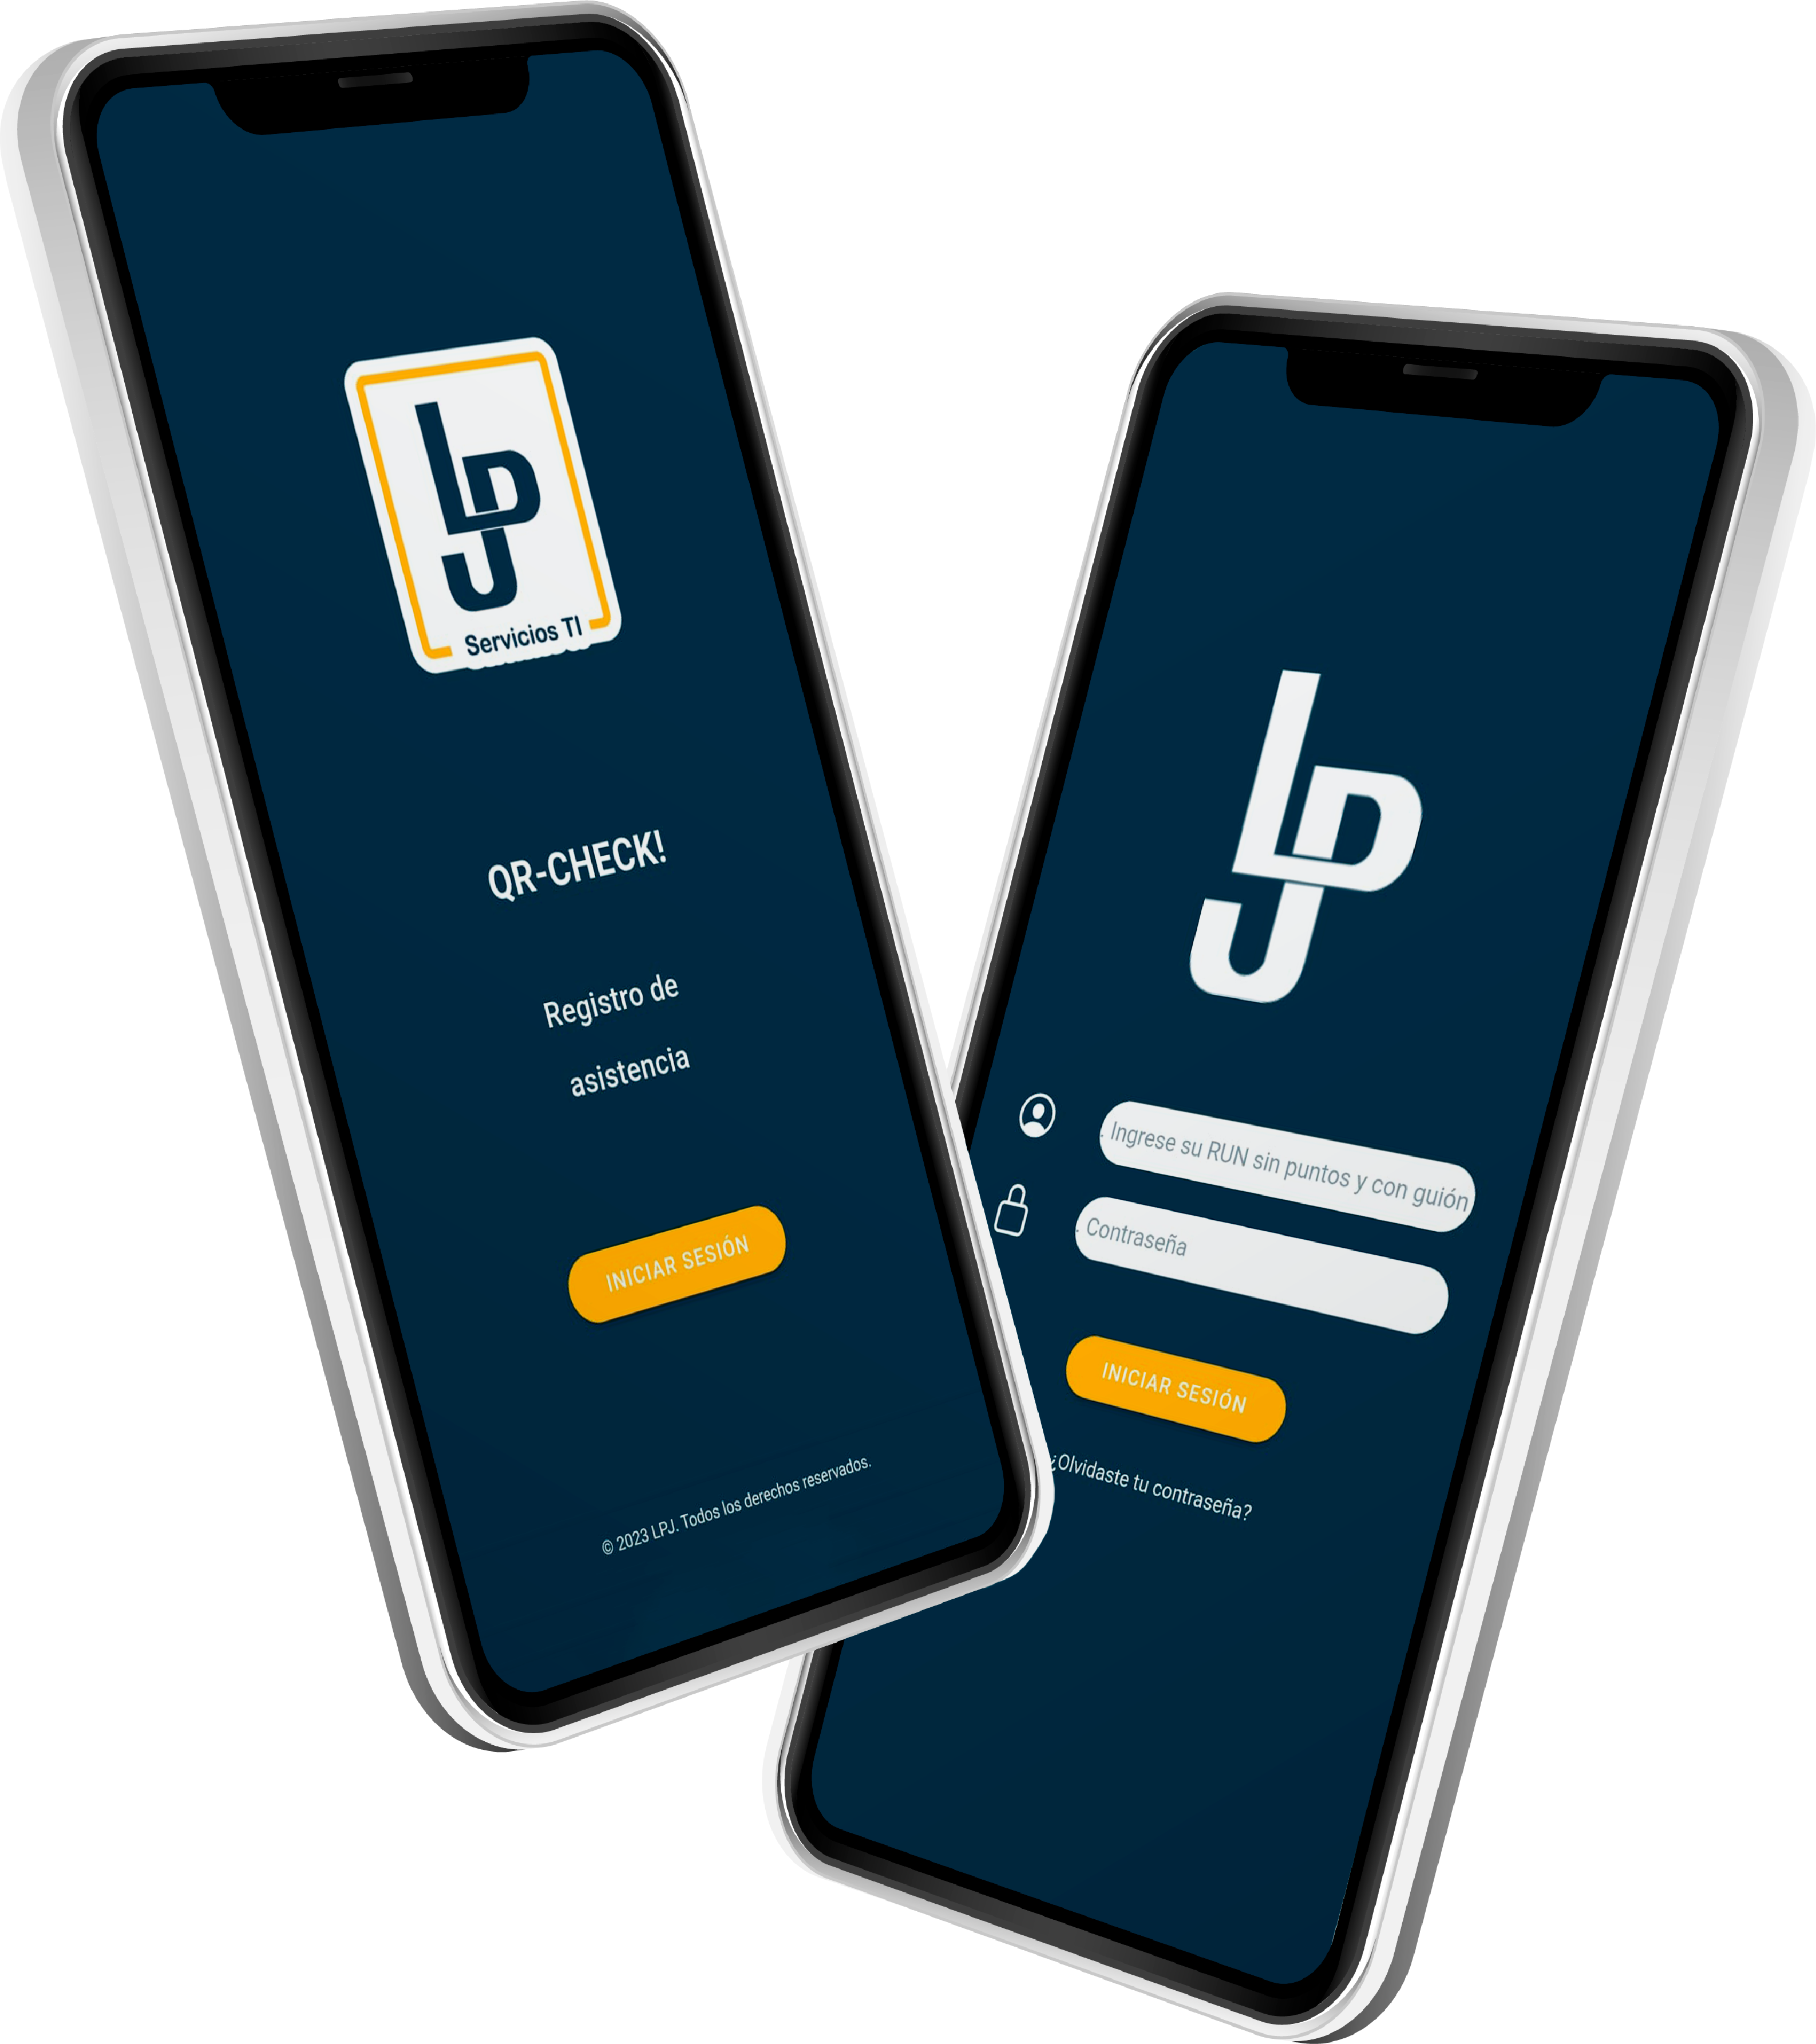 LPJ
Servicios TI
QR-CHECK!
Registro de
asistencia
INICIAR SESIÓN
© 2023 LPJ. Todos los derechos reservados.
LPJ
Ingrese su RUN sin puntos y con guión
Contraseña
INICIAR SESIÓN
¿Olvidaste tu contraseña?